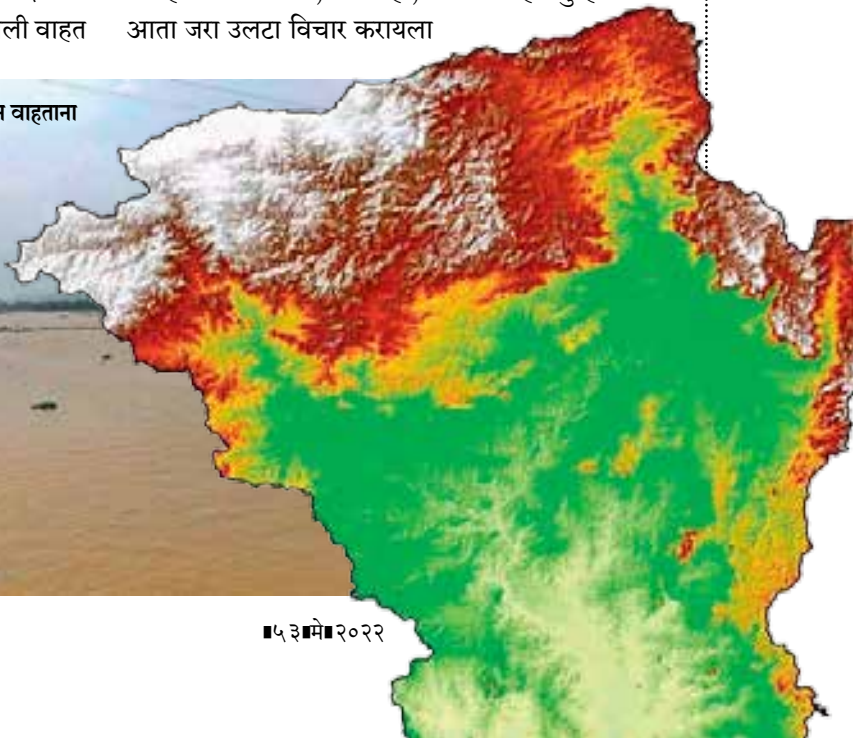 ली वाहत
आता जरा उलटा विचार करायला
वाहताना
५३ मे २०२२